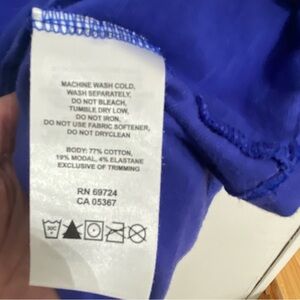 MACHINE WASH COLD,
WASH SEPARATELY,
DO NOT BLEACH,
TUMBLE DRY LOW,
DO NOT IRON,
DO NOT USE FABRIC SOFTENER,
DO NOT DRYCLEAN
BODY: 77% COTTON,
19% MODAL, 4% ELASTANE
EXCLUSIVE OF TRIMMING
RN 69724
CA 05367
30C